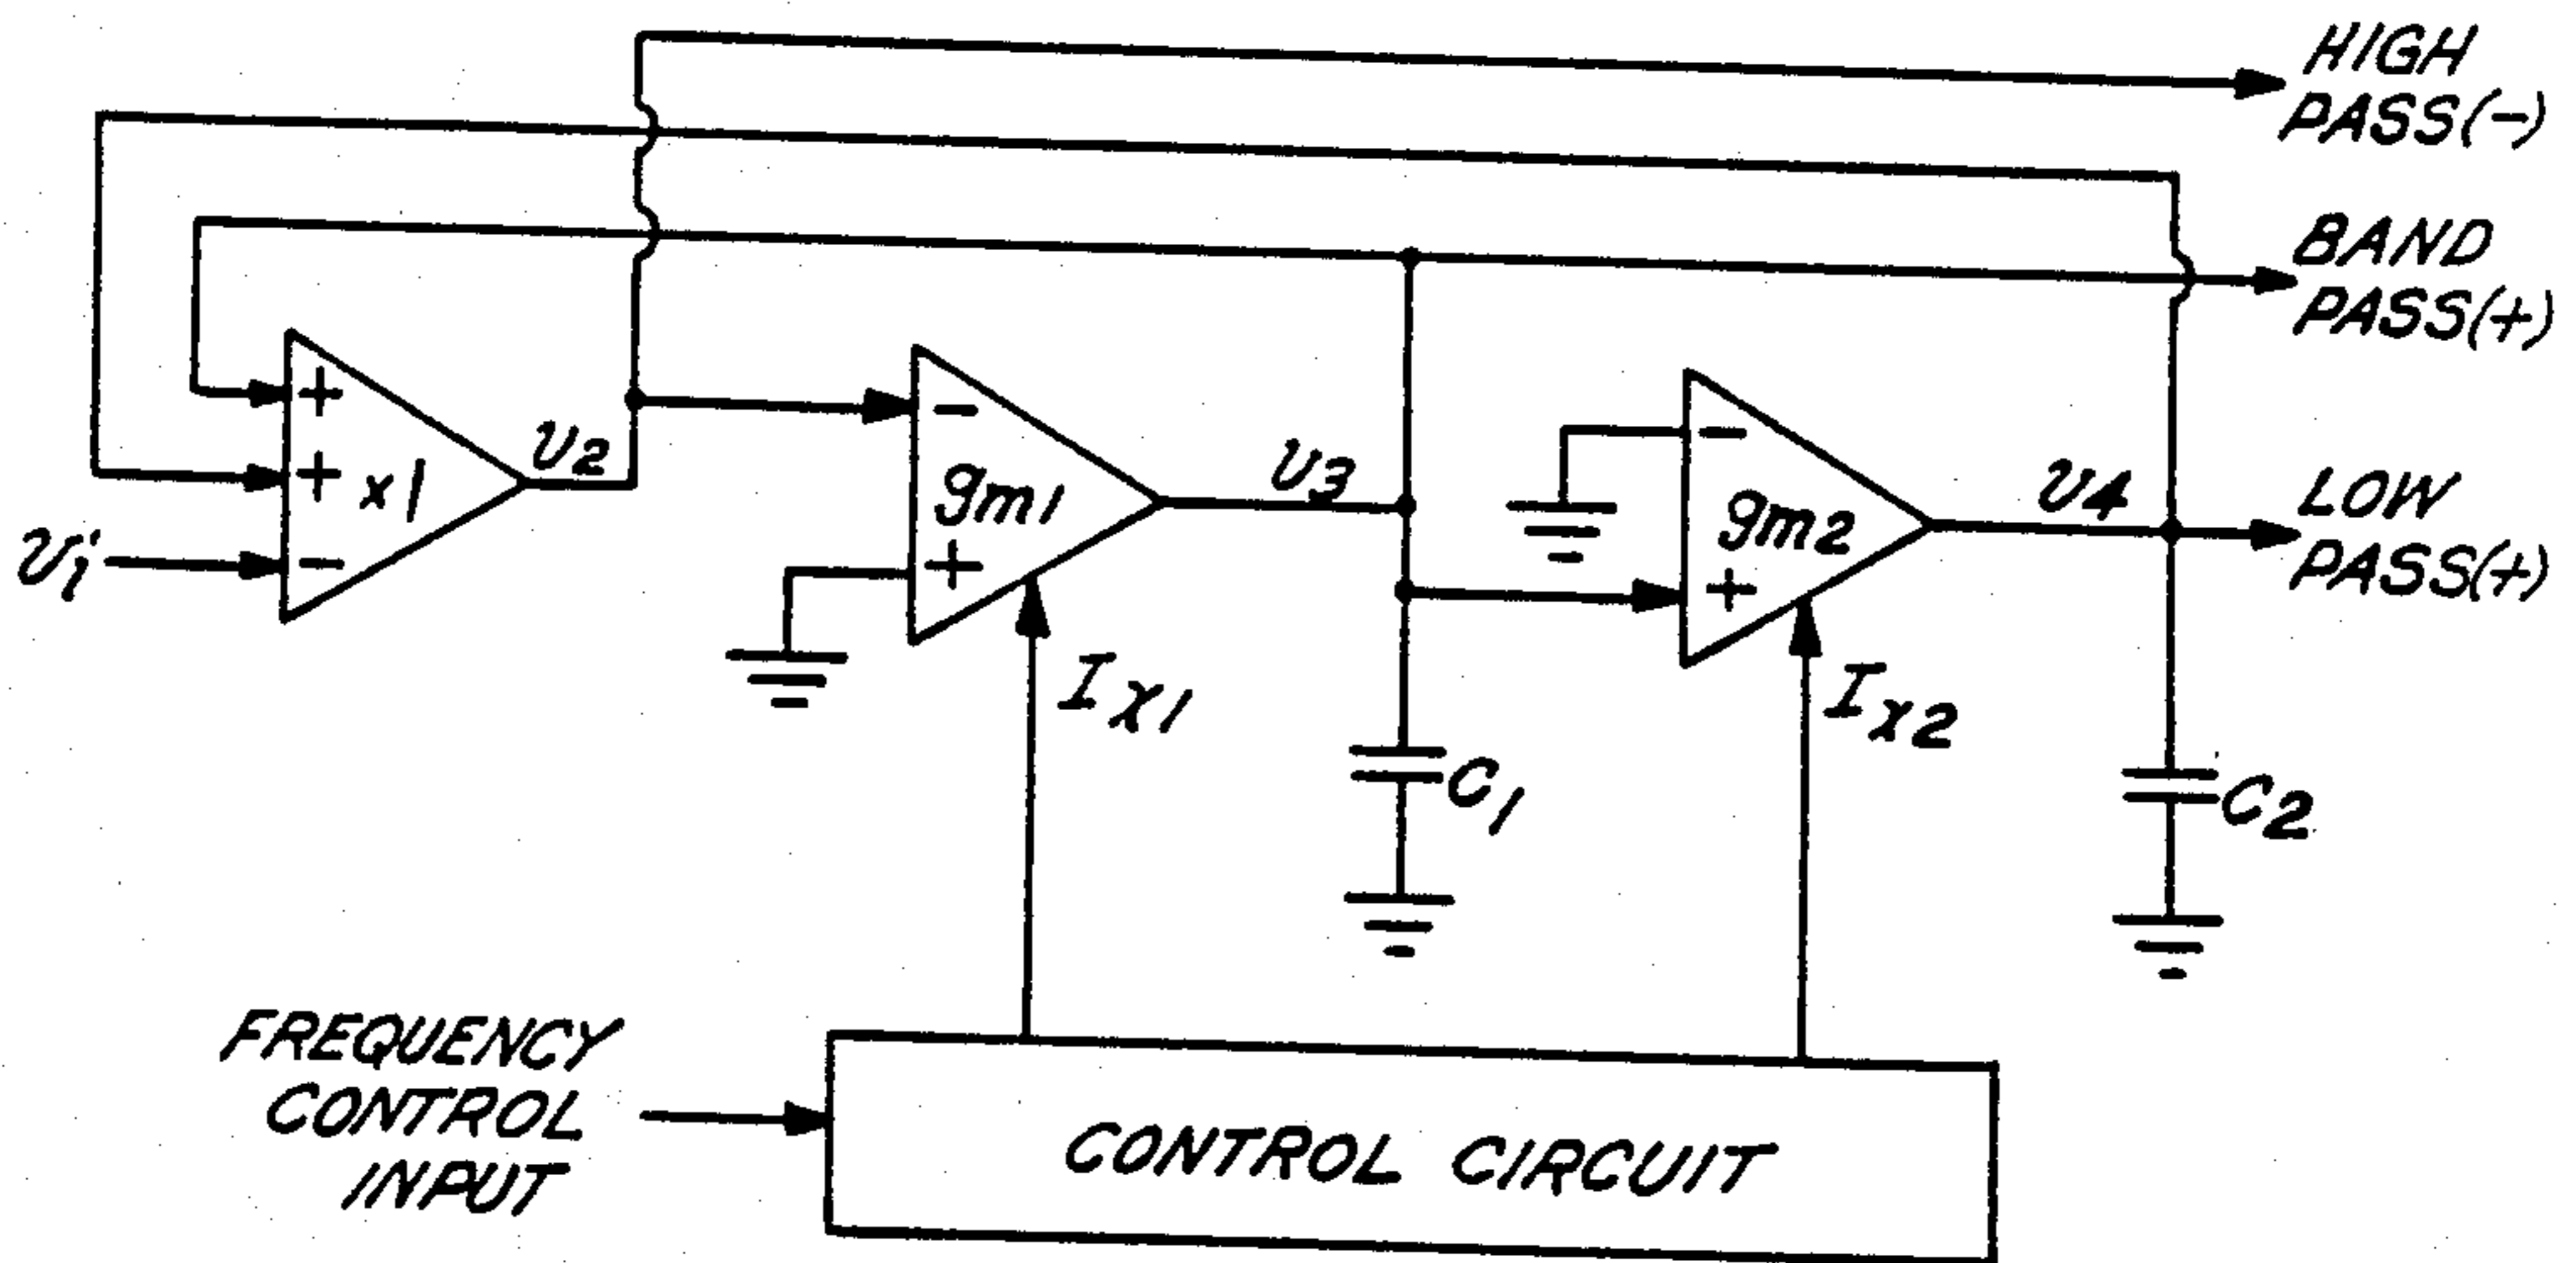 HIGH
PASS(-)
BAND
PASS(+)
LOW
PASS(+)
+
+
x1
-
vi
v2
-
gm1
+
v3
-
gm2
+
v4
Ix1
Ix2
C1
C2
FREQUENCY
CONTROL
INPUT
CONTROL CIRCUIT